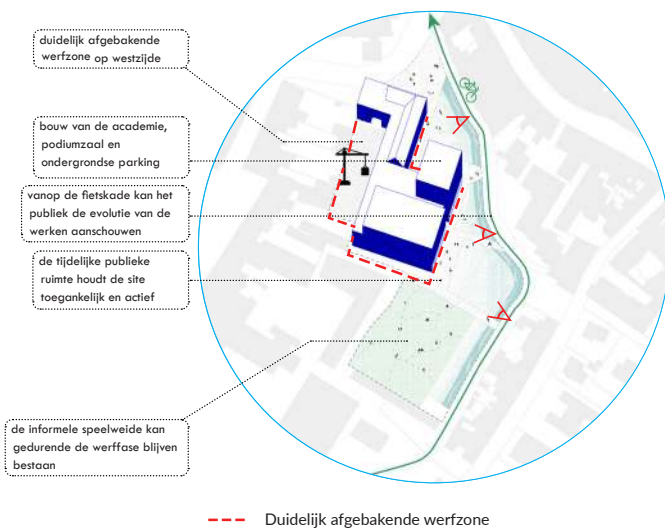 duidelijk afgebakende
werfzone op westzijde
bouw van de academie,
podiumzaal en
ondergrondse parking
vanop de fietskade kan het
publiek de evolutie van de
werken aanschouwen
de tijdelijke publieke
ruimte houdt de site
toegankelijk en actief
de informele speelweide kan
gedurende de werffase blijven
bestaan
Duidelijk afgebakende werfzone